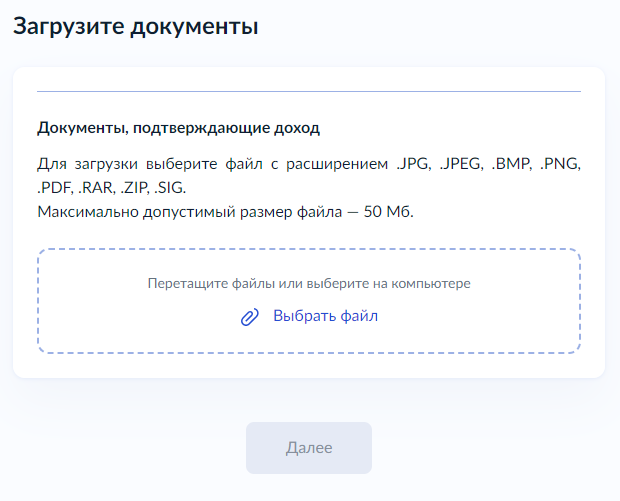 Загрузите документы
Документы, подтверждающие доход
Для загрузки выберите файл с расширением .JPG, .JPEG, .BMP, .PNG,
.PDF, .RAR, .ZIP, .SIG.
Максимально допустимый размер файла — 50 Мб.
Перетащите файлы или выберите на компьютере
Выбрать файл
Далее